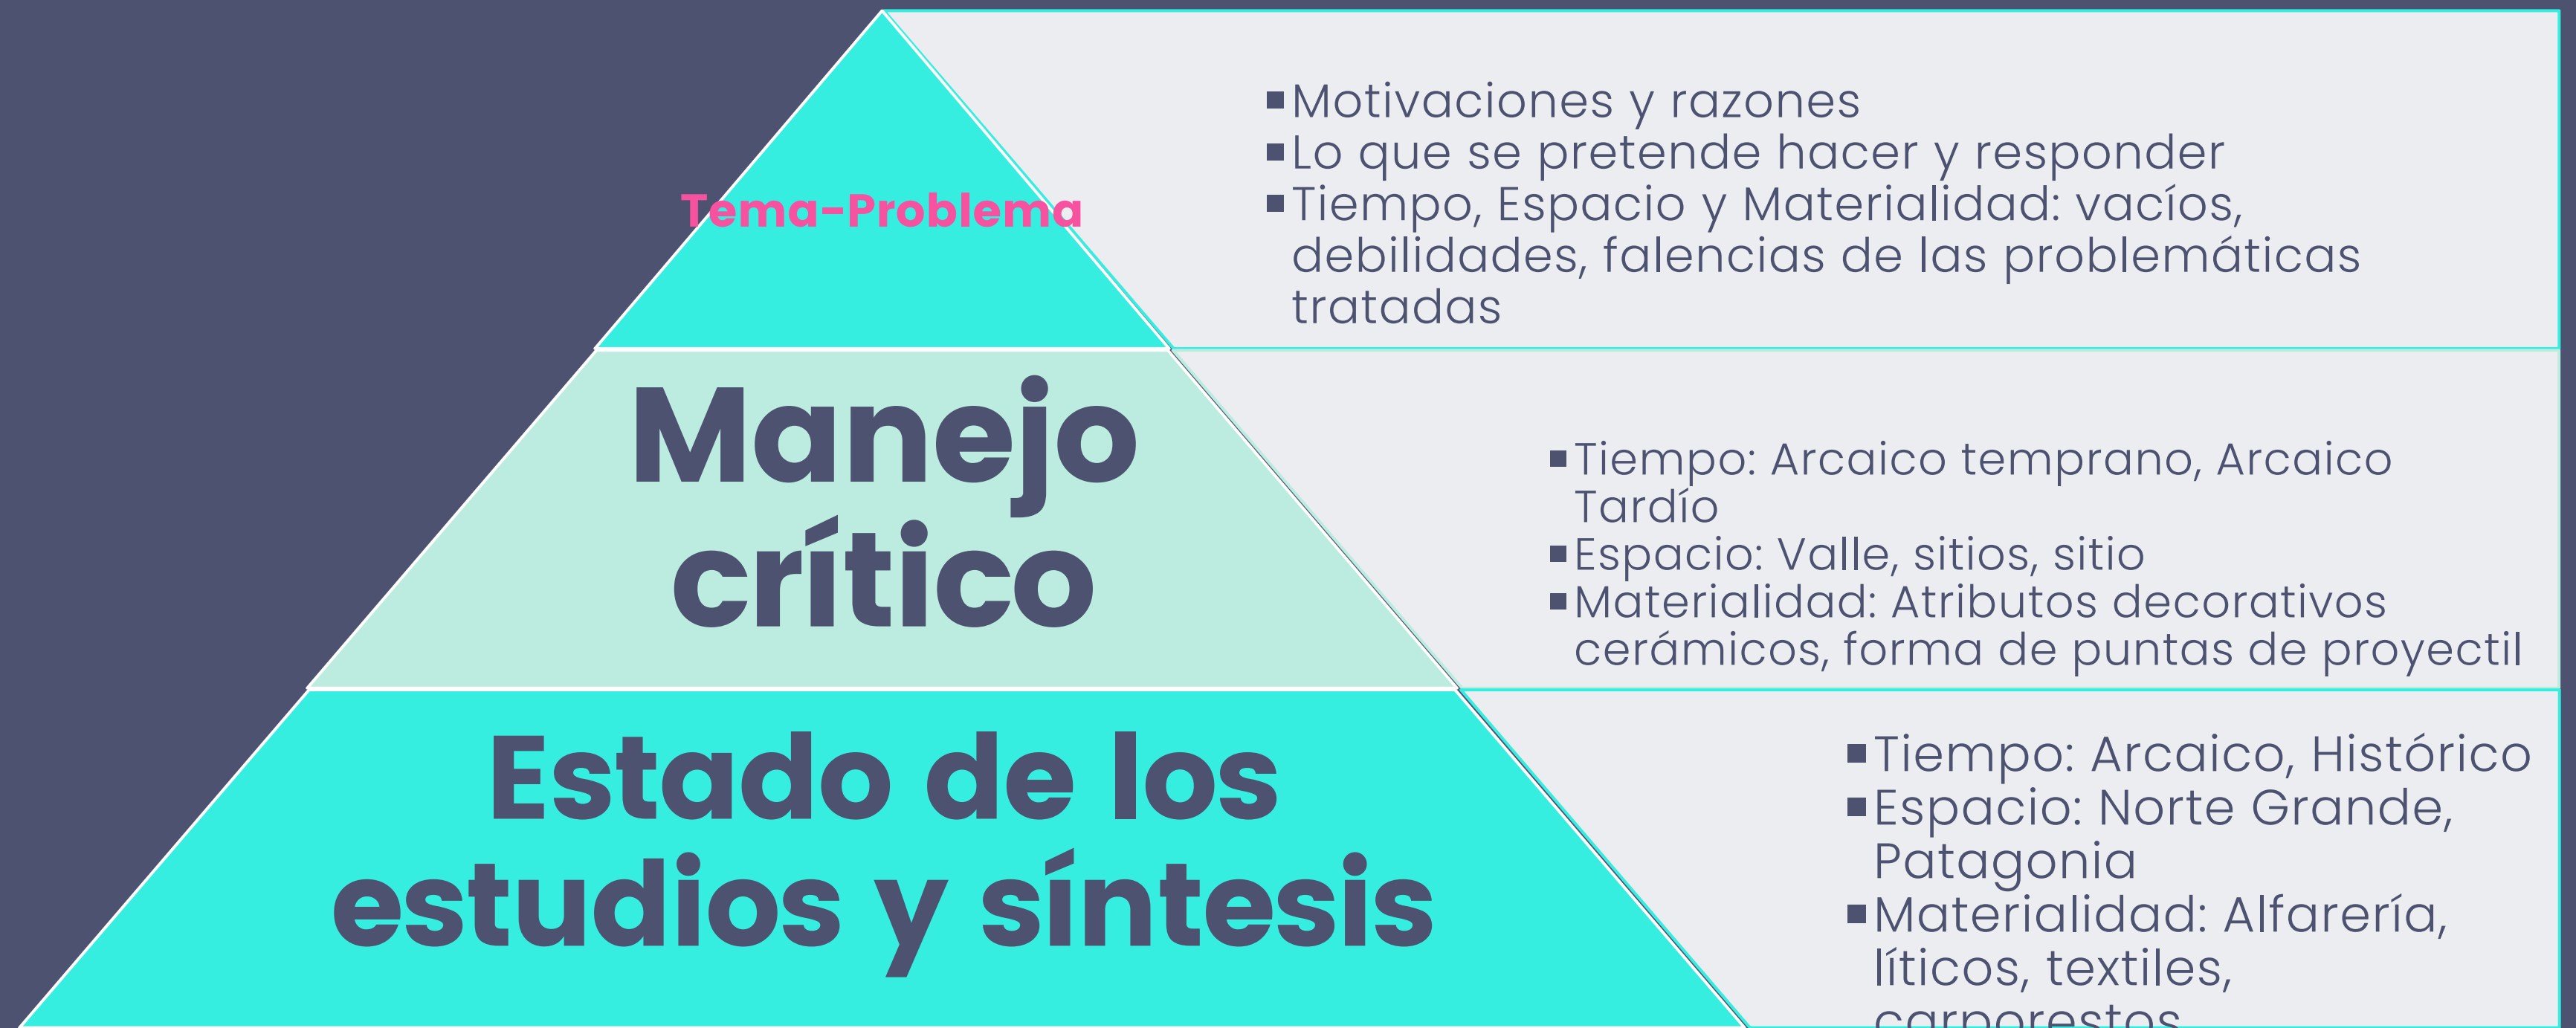 Tema-Problema
▪Motivaciones y razones
▪Lo que se pretende hacer y responder
▪Tiempo, Espacio y Materialidad: vacíos,
debilidades, falencias de las problemáticas
tratadas
Manejo
crítico
▪Tiempo: Arcaico temprano, Arcaico
Tardío
▪Espacio: Valle, sitios, sitio
▪Materialidad: Atributos decorativos
cerámicos, forma de puntas de proyectil
Estado de los
estudios y síntesis
▪Tiempo: Arcaico, Histórico
▪Espacio: Norte Grande,
Patagonia
▪Materialidad: Alfarería,
líticos, textiles,
carporestos